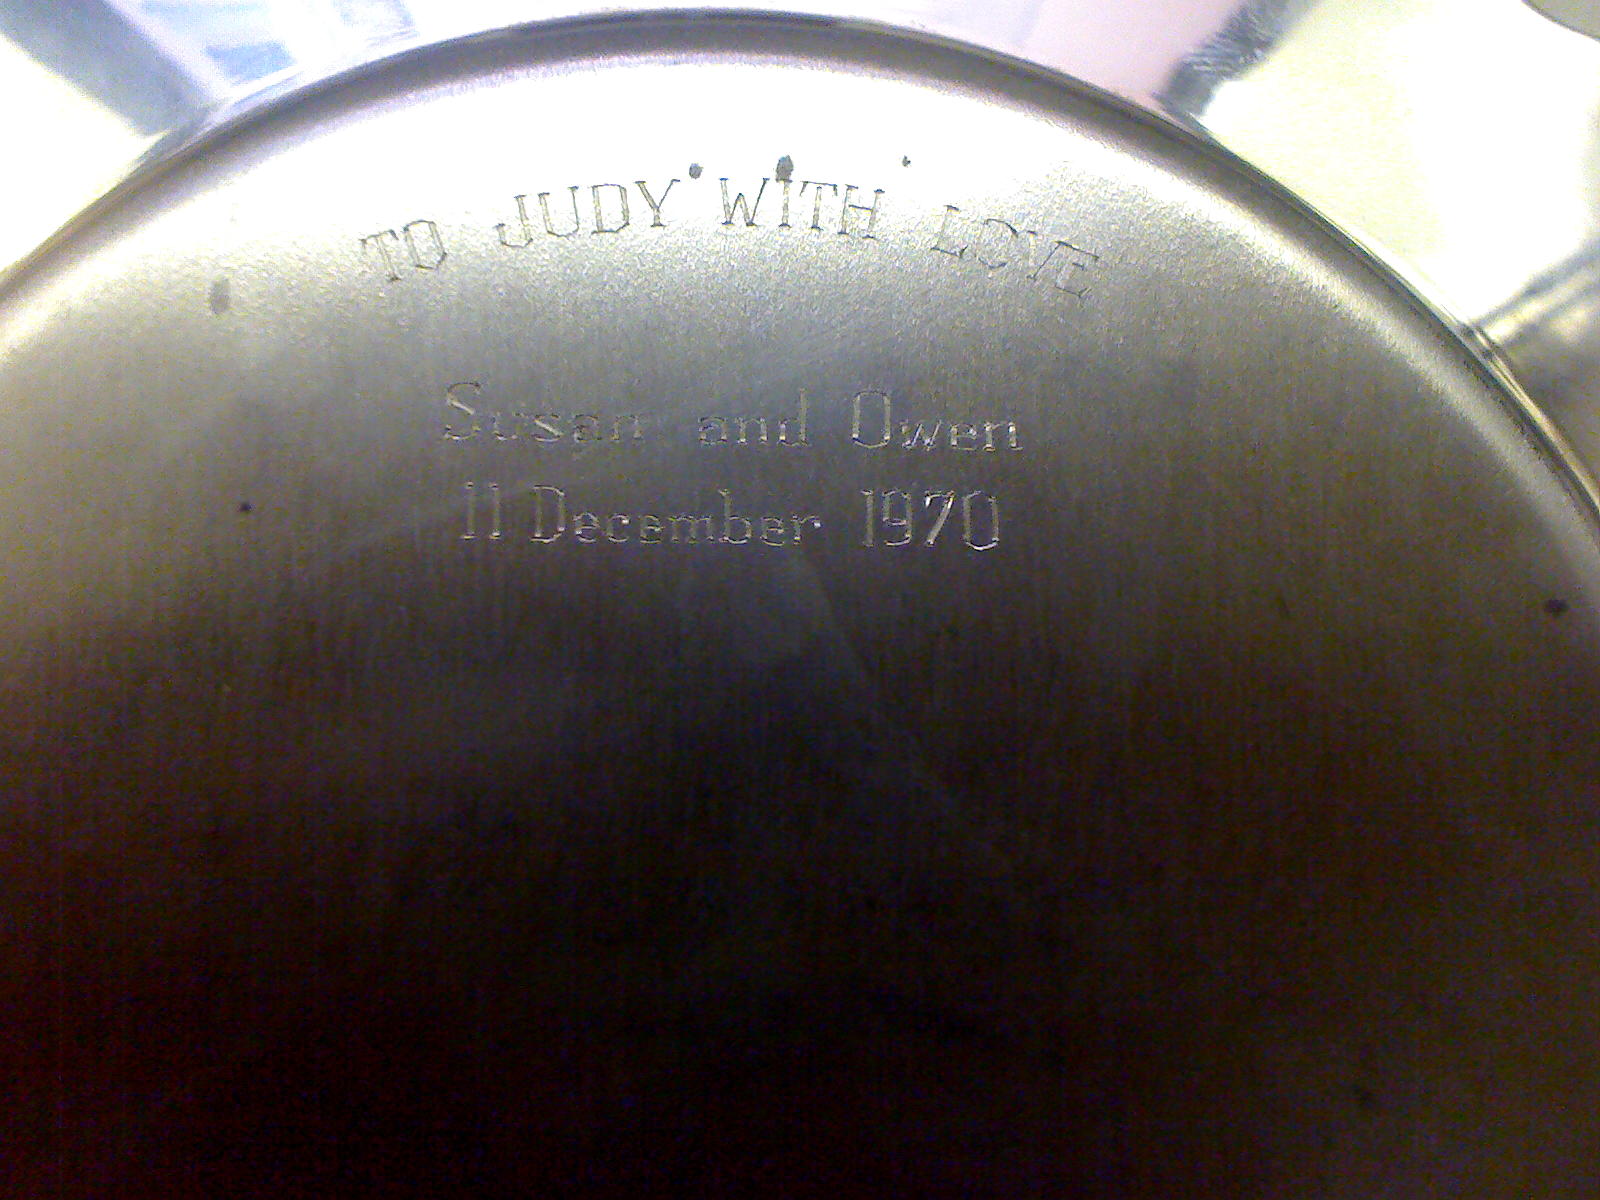 TO JUDY WITH LOVE
Susan and Owen
11 December 1970